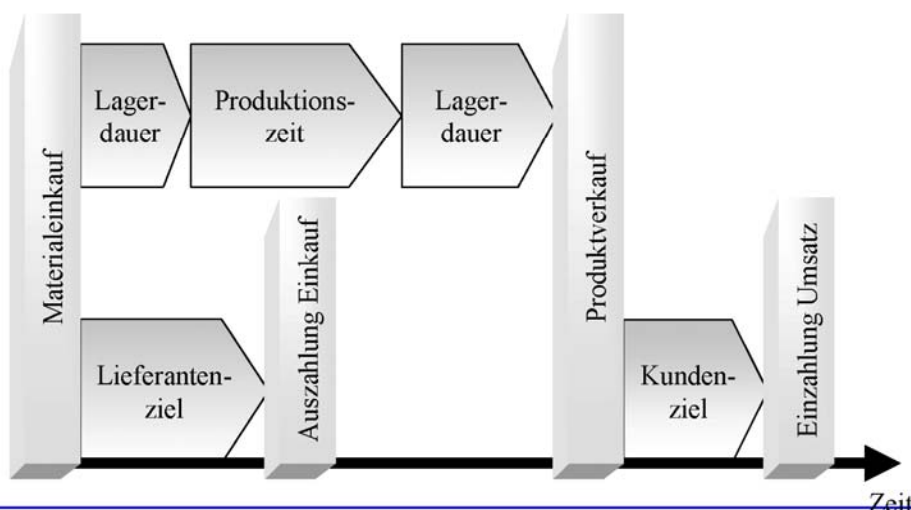 Materialeinkauf
Lager-
dauer
Produktions-
zeit
Lager-
dauer
Produktverkauf
Lieferanten-
ziel
Auszahlung Einkauf
Kunden-
ziel
Einzahlung Umsatz
Zeit